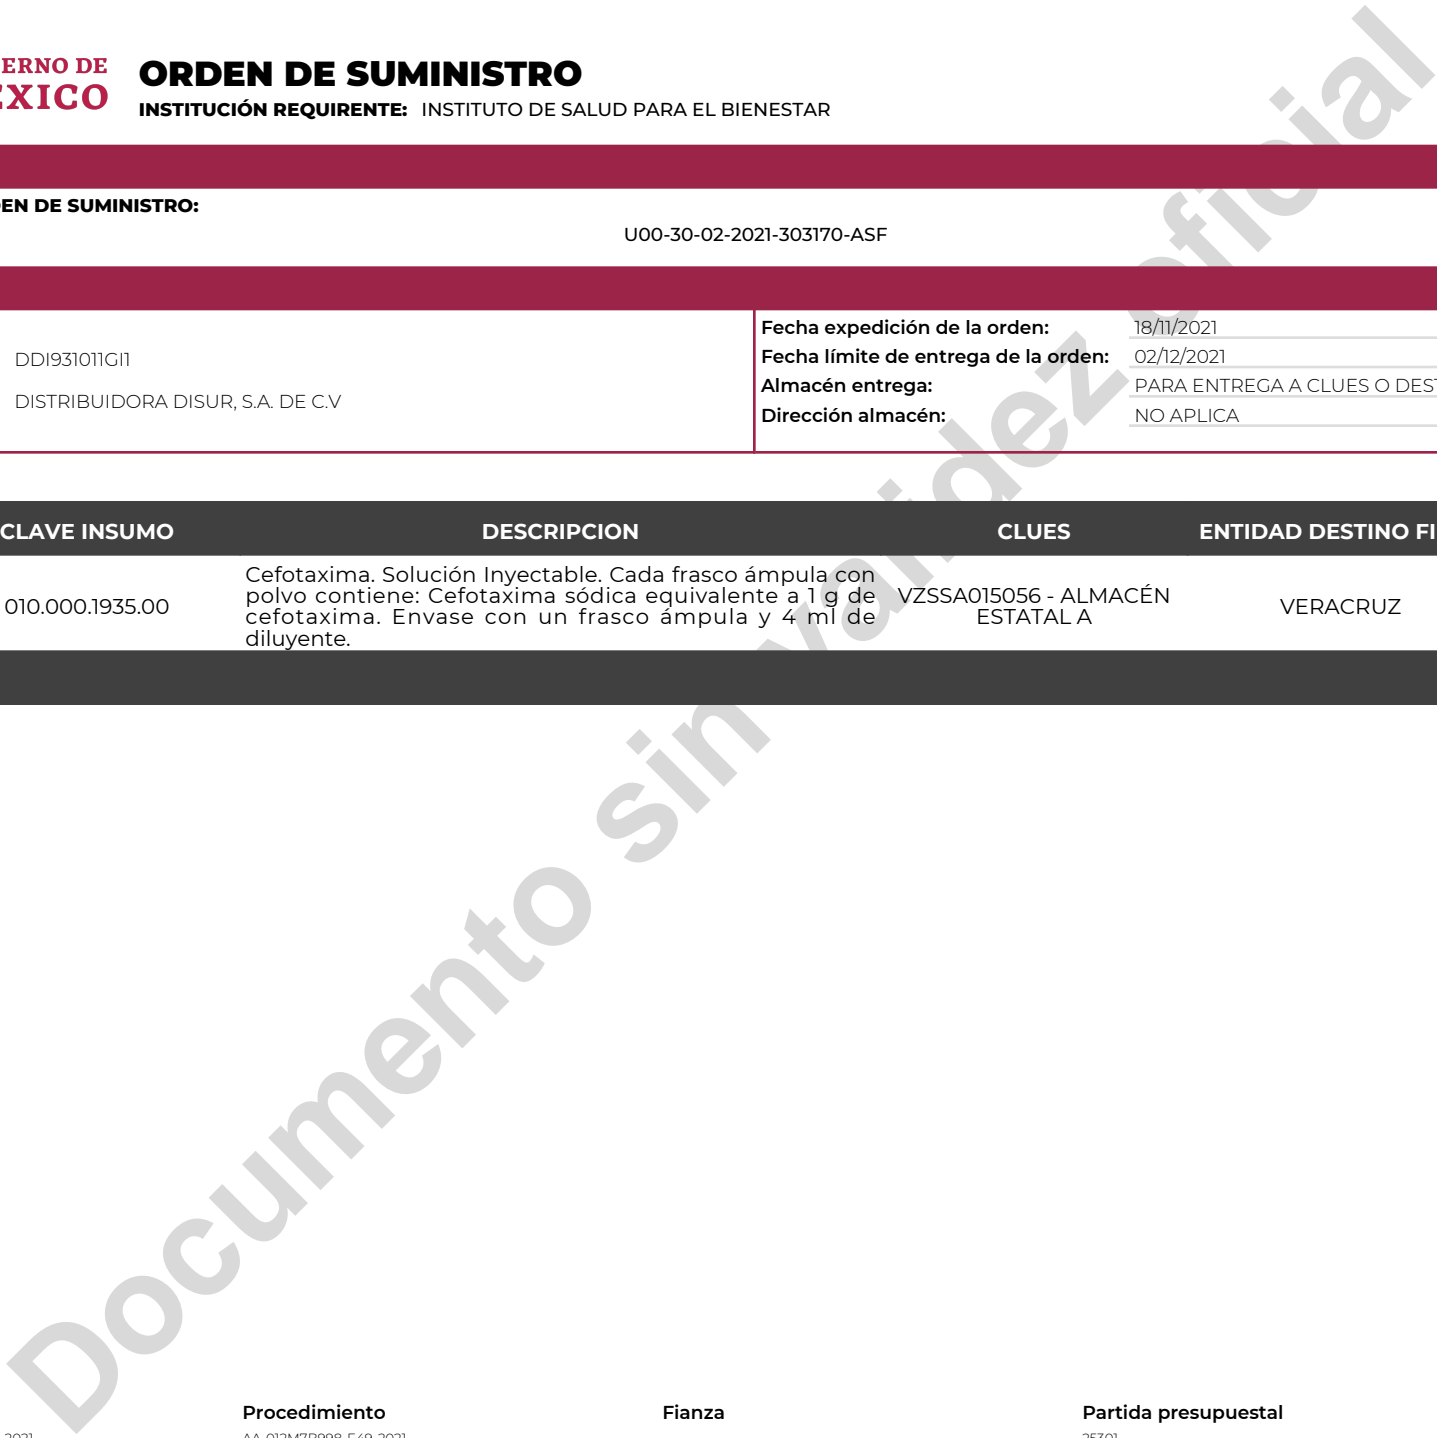 ORDEN DE SUMINISTRO
INSTITUCIÓN REQUIRENTE: INSTITUTO DE SALUD PARA EL BIENESTAR
ERNO DE
XICO
EN DE SUMINISTRO:
U00-30-02-2021-303170-ASF
DDI931011GI1
DISTRIBUIDORA DISUR, S.A. DE C.V
Fecha expedición de la orden: 18/11/2021
Fecha límite de entrega de la orden: 02/12/2021
Almacén entrega: PARA ENTREGA A CLUES O DEST
Dirección almacén: NO APLICA
CLAVE INSUMO DESCRIPCION CLUES ENTIDAD DESTINO FI
010.000.1935.00
Cefotaxima. Solución Inyectable. Cada frasco ámpula con
polvo contiene: Cefotaxima sódica equivalente a 1 g de
cefotaxima. Envase con un frasco ámpula y 4 ml de
diluyente.
VZSSA015056 - ALMACÉN
ESTATAL A
VERACRUZ
Documento sin validez oficial
Procedimiento Fianza Partida presupuestal